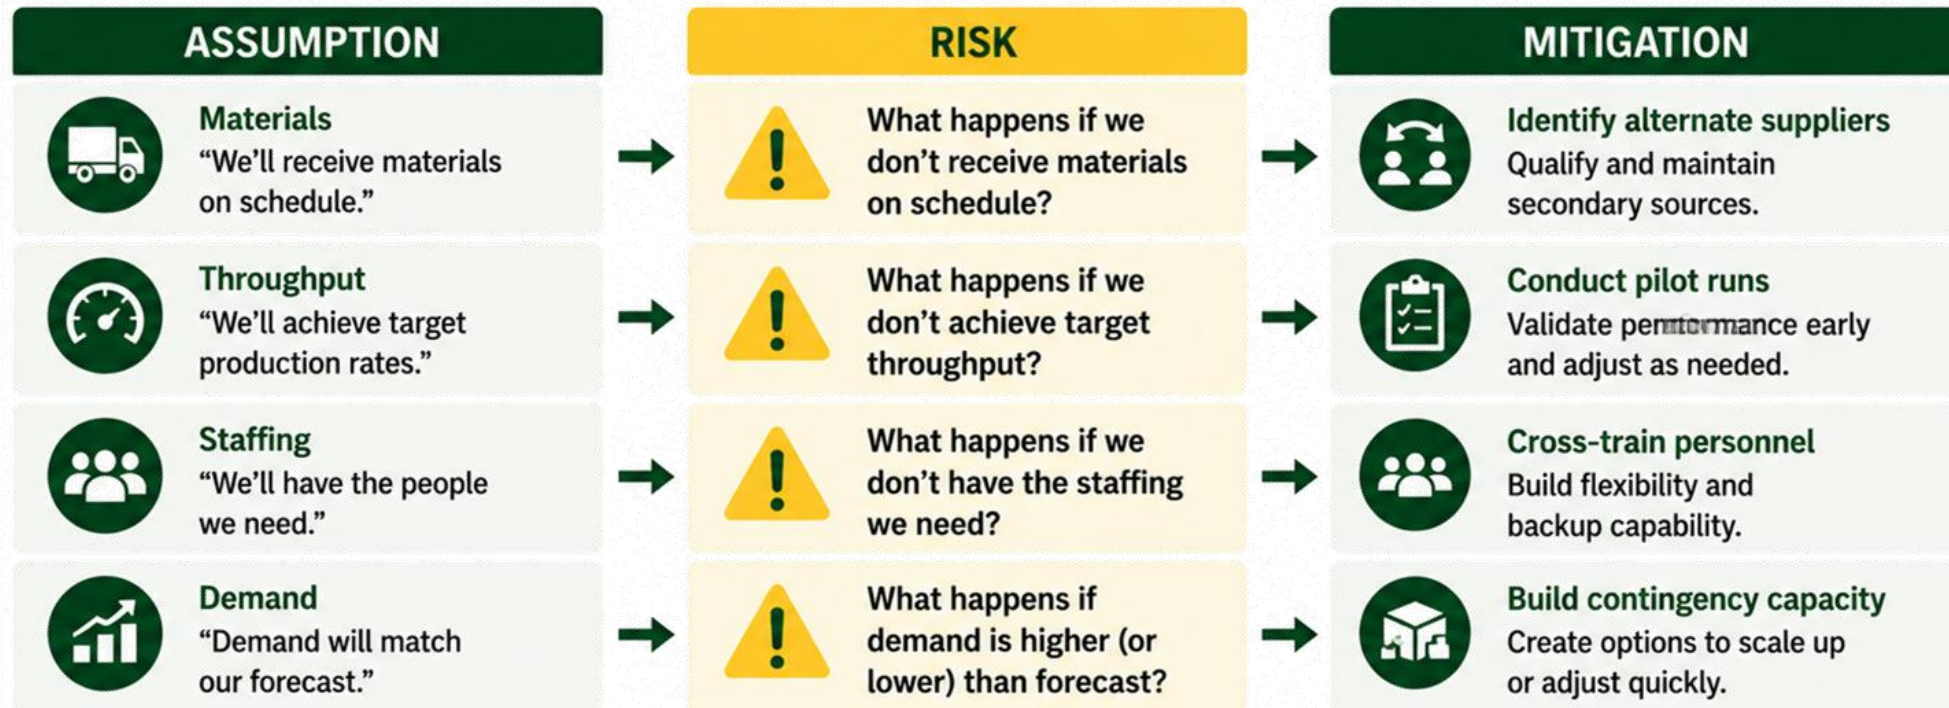 ASSUMPTION
RISK
MITIGATION
Materials
“We’ll receive materials
on schedule.”
What happens if we
don’t receive materials
on schedule?
Identify alternate suppliers
Qualify and maintain
secondary sources.
Throughput
“We’ll achieve target
production rates.”
What happens if we
don’t achieve target
throughput?
Conduct pilot runs
Validate early
and adjust as needed.
Staffing
“We’ll have the people
we need.”
What happens if we
don’t have the staffing
we need?
Cross-train personnel
Build flexibility and
backup capability.
Demand
“Demand will match
our forecast.”
What happens if
demand is higher (or
lower) than forecast?
Build contingency capacity
Create options to scale up
or adjust quickly.